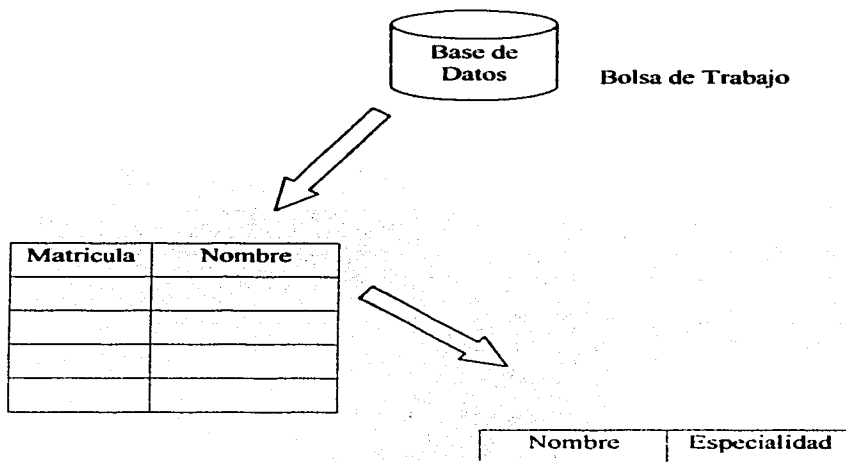 Base de
Datos
Bolsa de Trabajo
Matricula Nombre
Nombre Especialidad